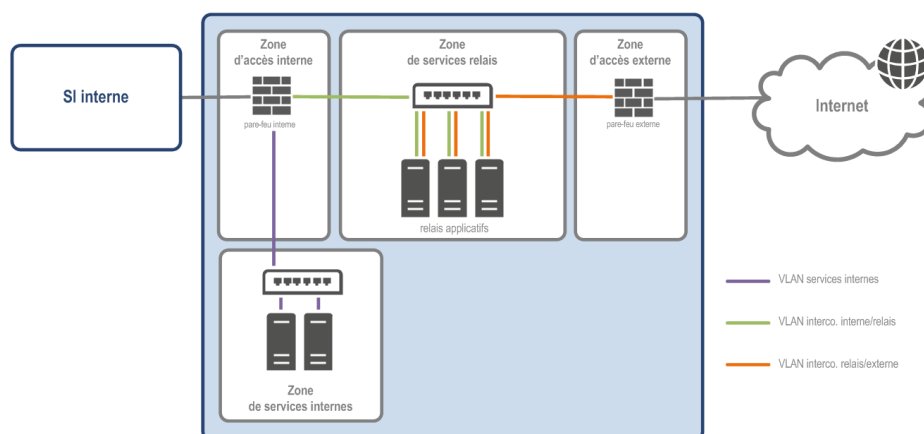 Zone
d'accès interne
Zone
de services relais
Zone
d'accès externe
SI interne
Internet
pare-feu interne
pare-feu externe
relais applicatifs
VLAN services internes
VLAN interco. interne/relais
VLAN interco. relais/externe
Zone
de services internes